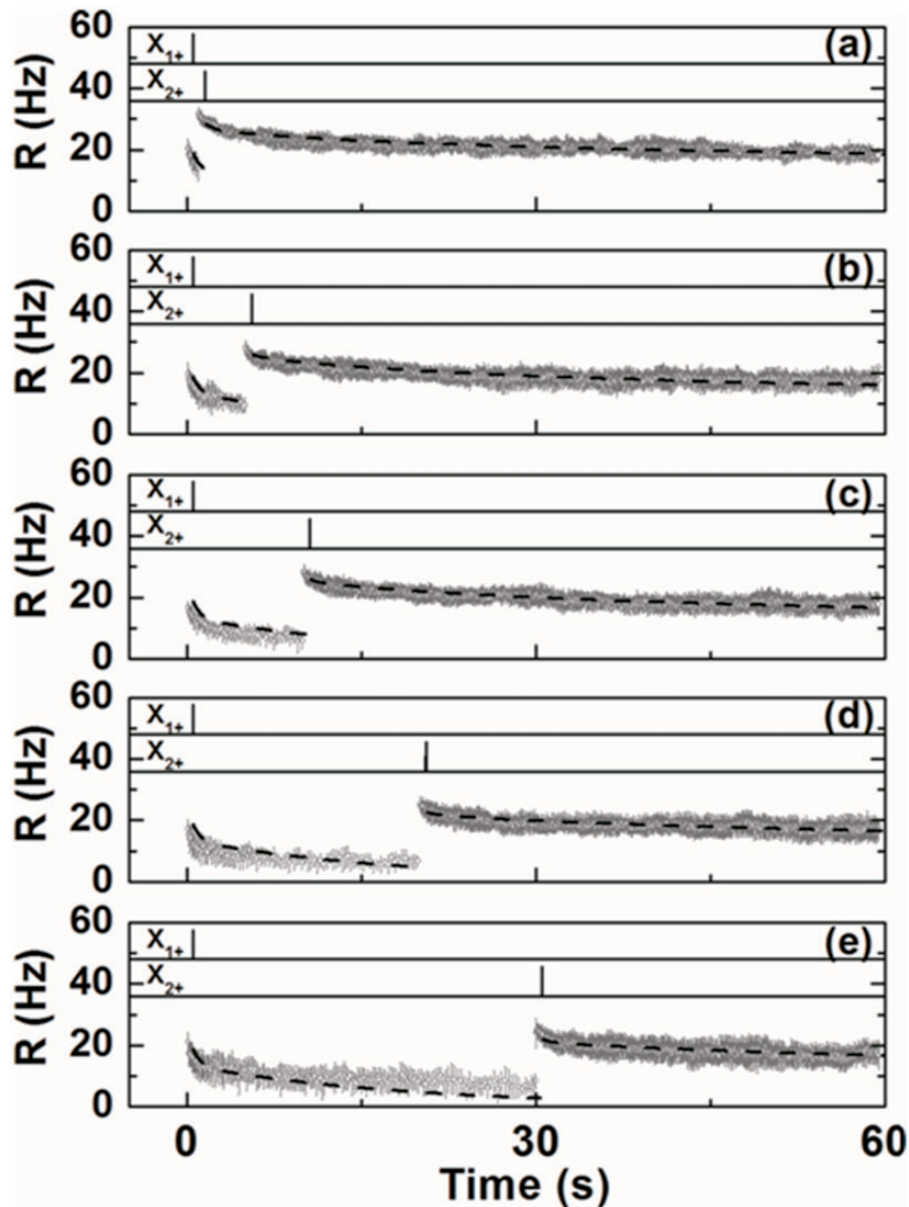 60
X1+
(a)
40
X2+
R (Hz)
20
0
60
X1+
(b)
40
X2+
R (Hz)
20
0
60
X1+
(c)
40
X2+
R (Hz)
20
0
60
X1+
(d)
40
X2+
R (Hz)
20
0
60
X1+
(e)
40
X2+
R (Hz)
20
0
0 30 60
Time (s)